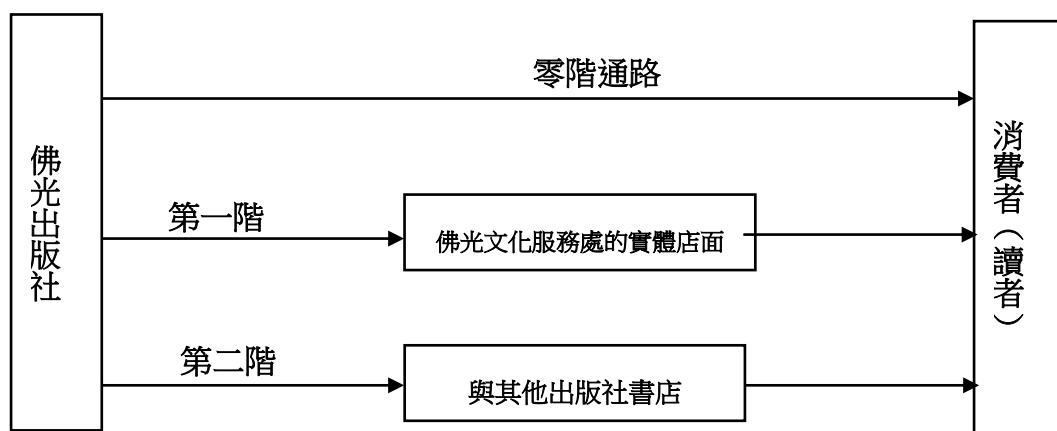 佛光出版社
零階通路
第一階
佛光文化服務處的實體店面
第二階
與其他出版社書店
消費者（讀者）